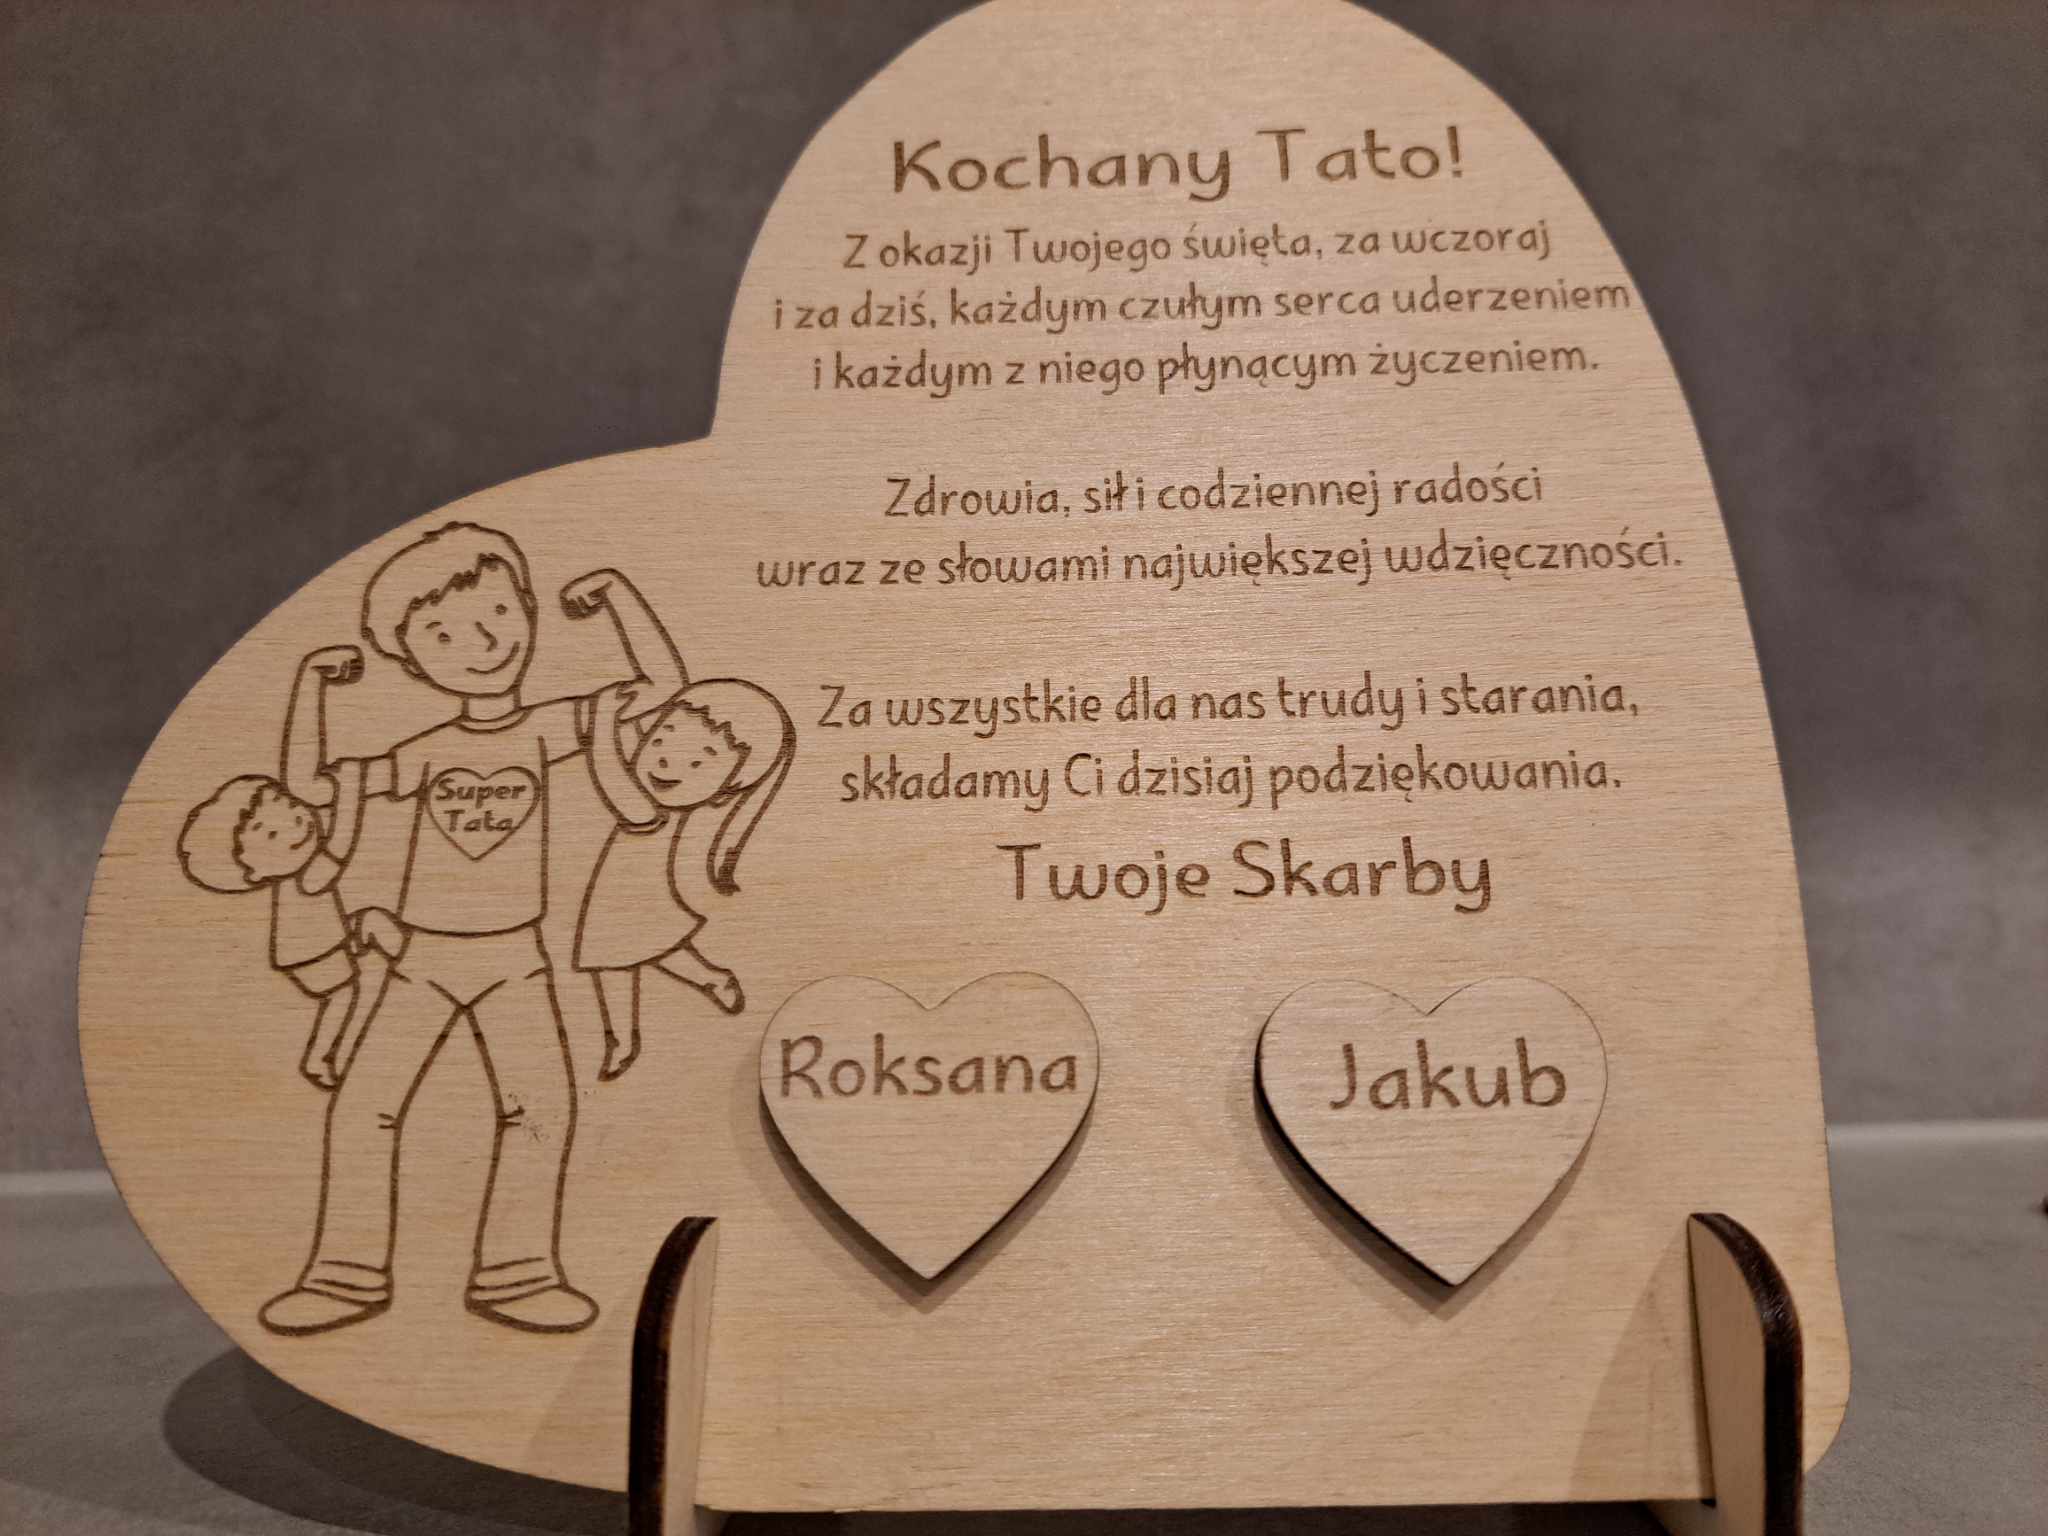 Kochany Tato!
Z okazji Twojego święta, za wczoraj
i za dziś, każdym czułym serca uderzeniem
i każdym z niego płynącym życzeniem.
Zdrowia, sił i codziennej radości
wraz ze słowami największej wdzięczności.
Za wszystkie dla nas trudy i starania,
składamy Ci dzisiaj podziękowania.
Twoje Skarby
Super
Tata
Roksana
Jakub